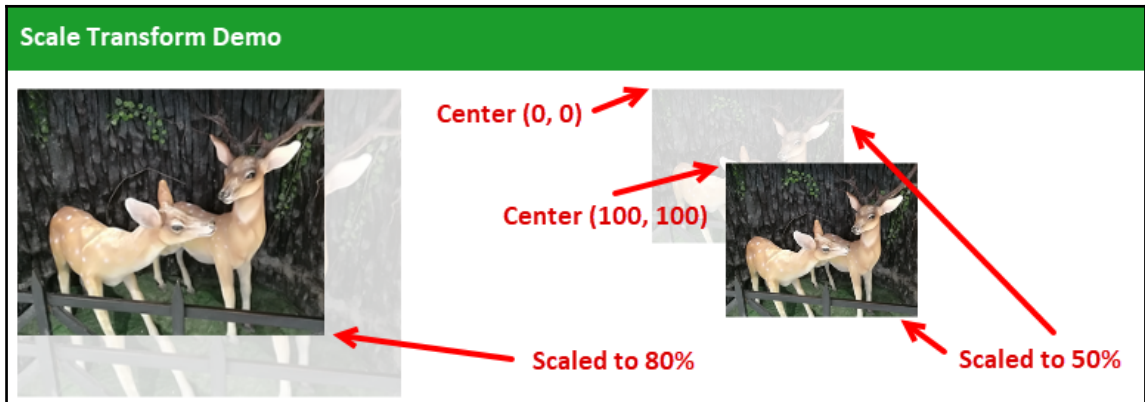 Scale Transform Demo
Center (0, 0)
Center (100, 100)
Scaled to 80%
Scaled to 50%